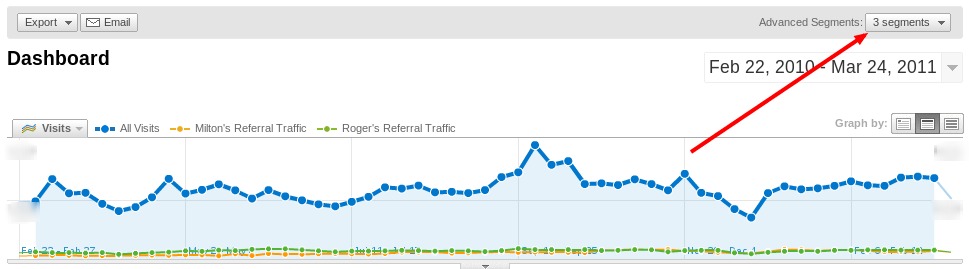 Export Email Advanced Segments: 3 segments
Dashboard
Feb 22, 2010 - Mar 24, 2011
Visits All Visits Milton's Referral Traffic Roger's Referral Traffic Graph by: